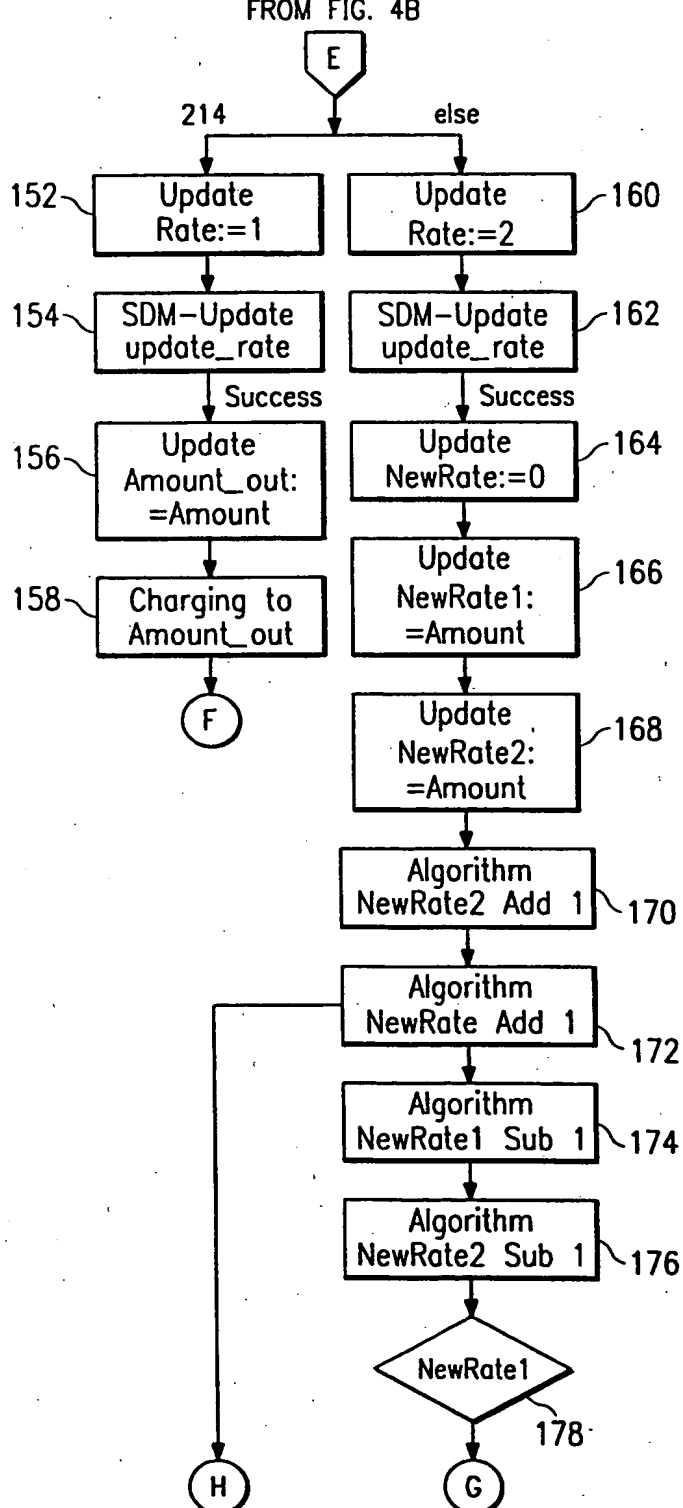 FROM FIG. 4B
E
214
else
152
Update
Rate:=1
Update
Rate:=2
160
154
SDM-Update
update_rate
SDM-Update
update_rate
162
Success
Success
156
Update
Amount_out:
=Amount
Update
NewRate:=0
164
158
Charging to
Amount_out
Update
NewRate1:
=Amount
166
F
Update
NewRate2:
=Amount
168
Algorithm
NewRate2 Add 1
170
Algorithm
NewRate Add 1
172
Algorithm
NewRate1 Sub 1
174
Algorithm
NewRate2 Sub 1
176
NewRate1
178
H
G